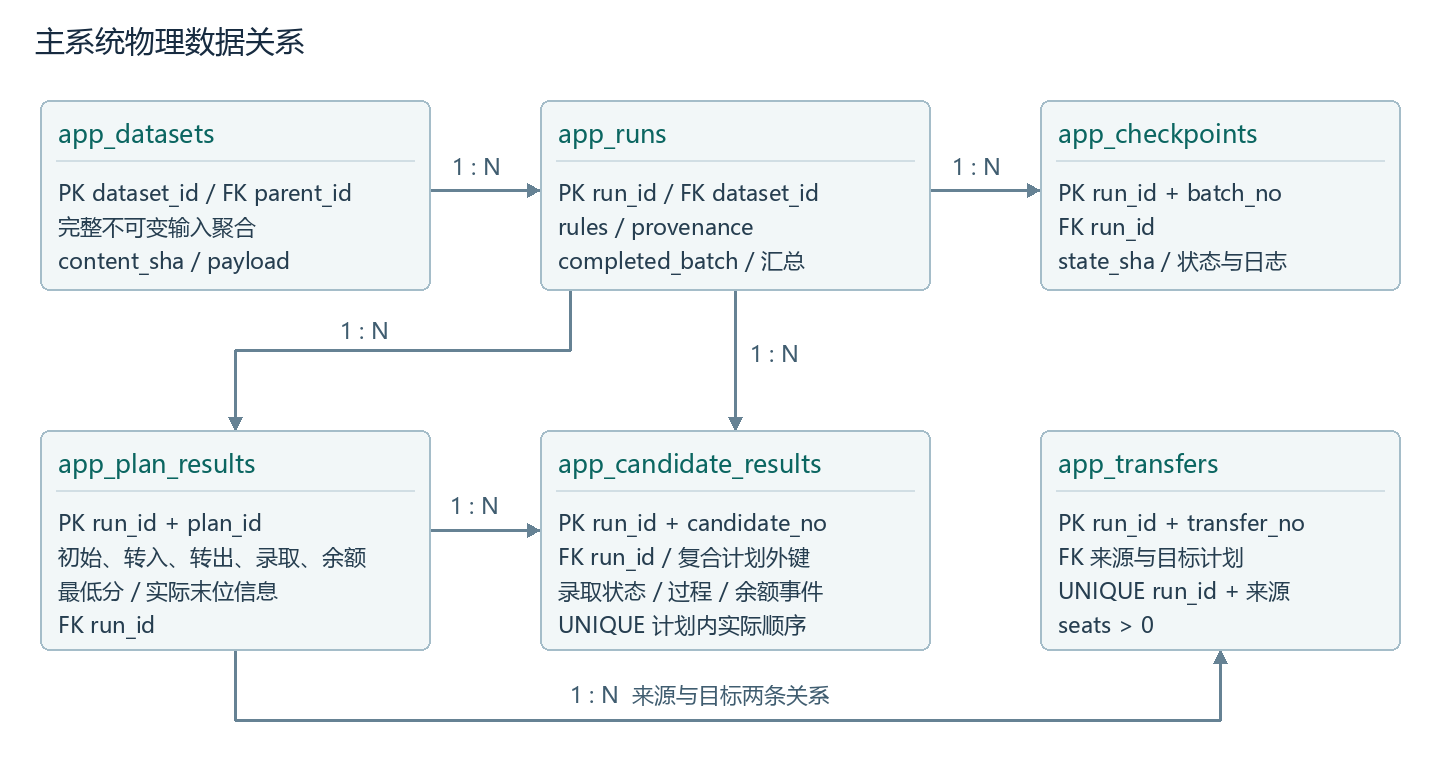 主系统物理数据关系
app_datasets
PK dataset_id / FK parent_id
完整不可变输入聚合
content_sha / payload
1 : N
app_runs
PK run_id / FK dataset_id
rules / provenance
completed_batch / 汇总
1 : N
app_checkpoints
PK run_id + batch_no
FK run_id
state_sha / 状态与日志
1 : N
1 : N
app_plan_results
PK run_id + plan_id
初始、转入、转出、录取、余额
最低分 / 实际末位信息
FK run_id
1 : N
app_candidate_results
PK run_id + candidate_no
FK run_id / 复合计划外键
录取状态 / 过程 / 余额事件
UNIQUE 计划内实际顺序
app_transfers
PK run_id + transfer_no
FK 来源与目标计划
UNIQUE run_id + 来源
seats > 0
1 : N 来源与目标两条关系